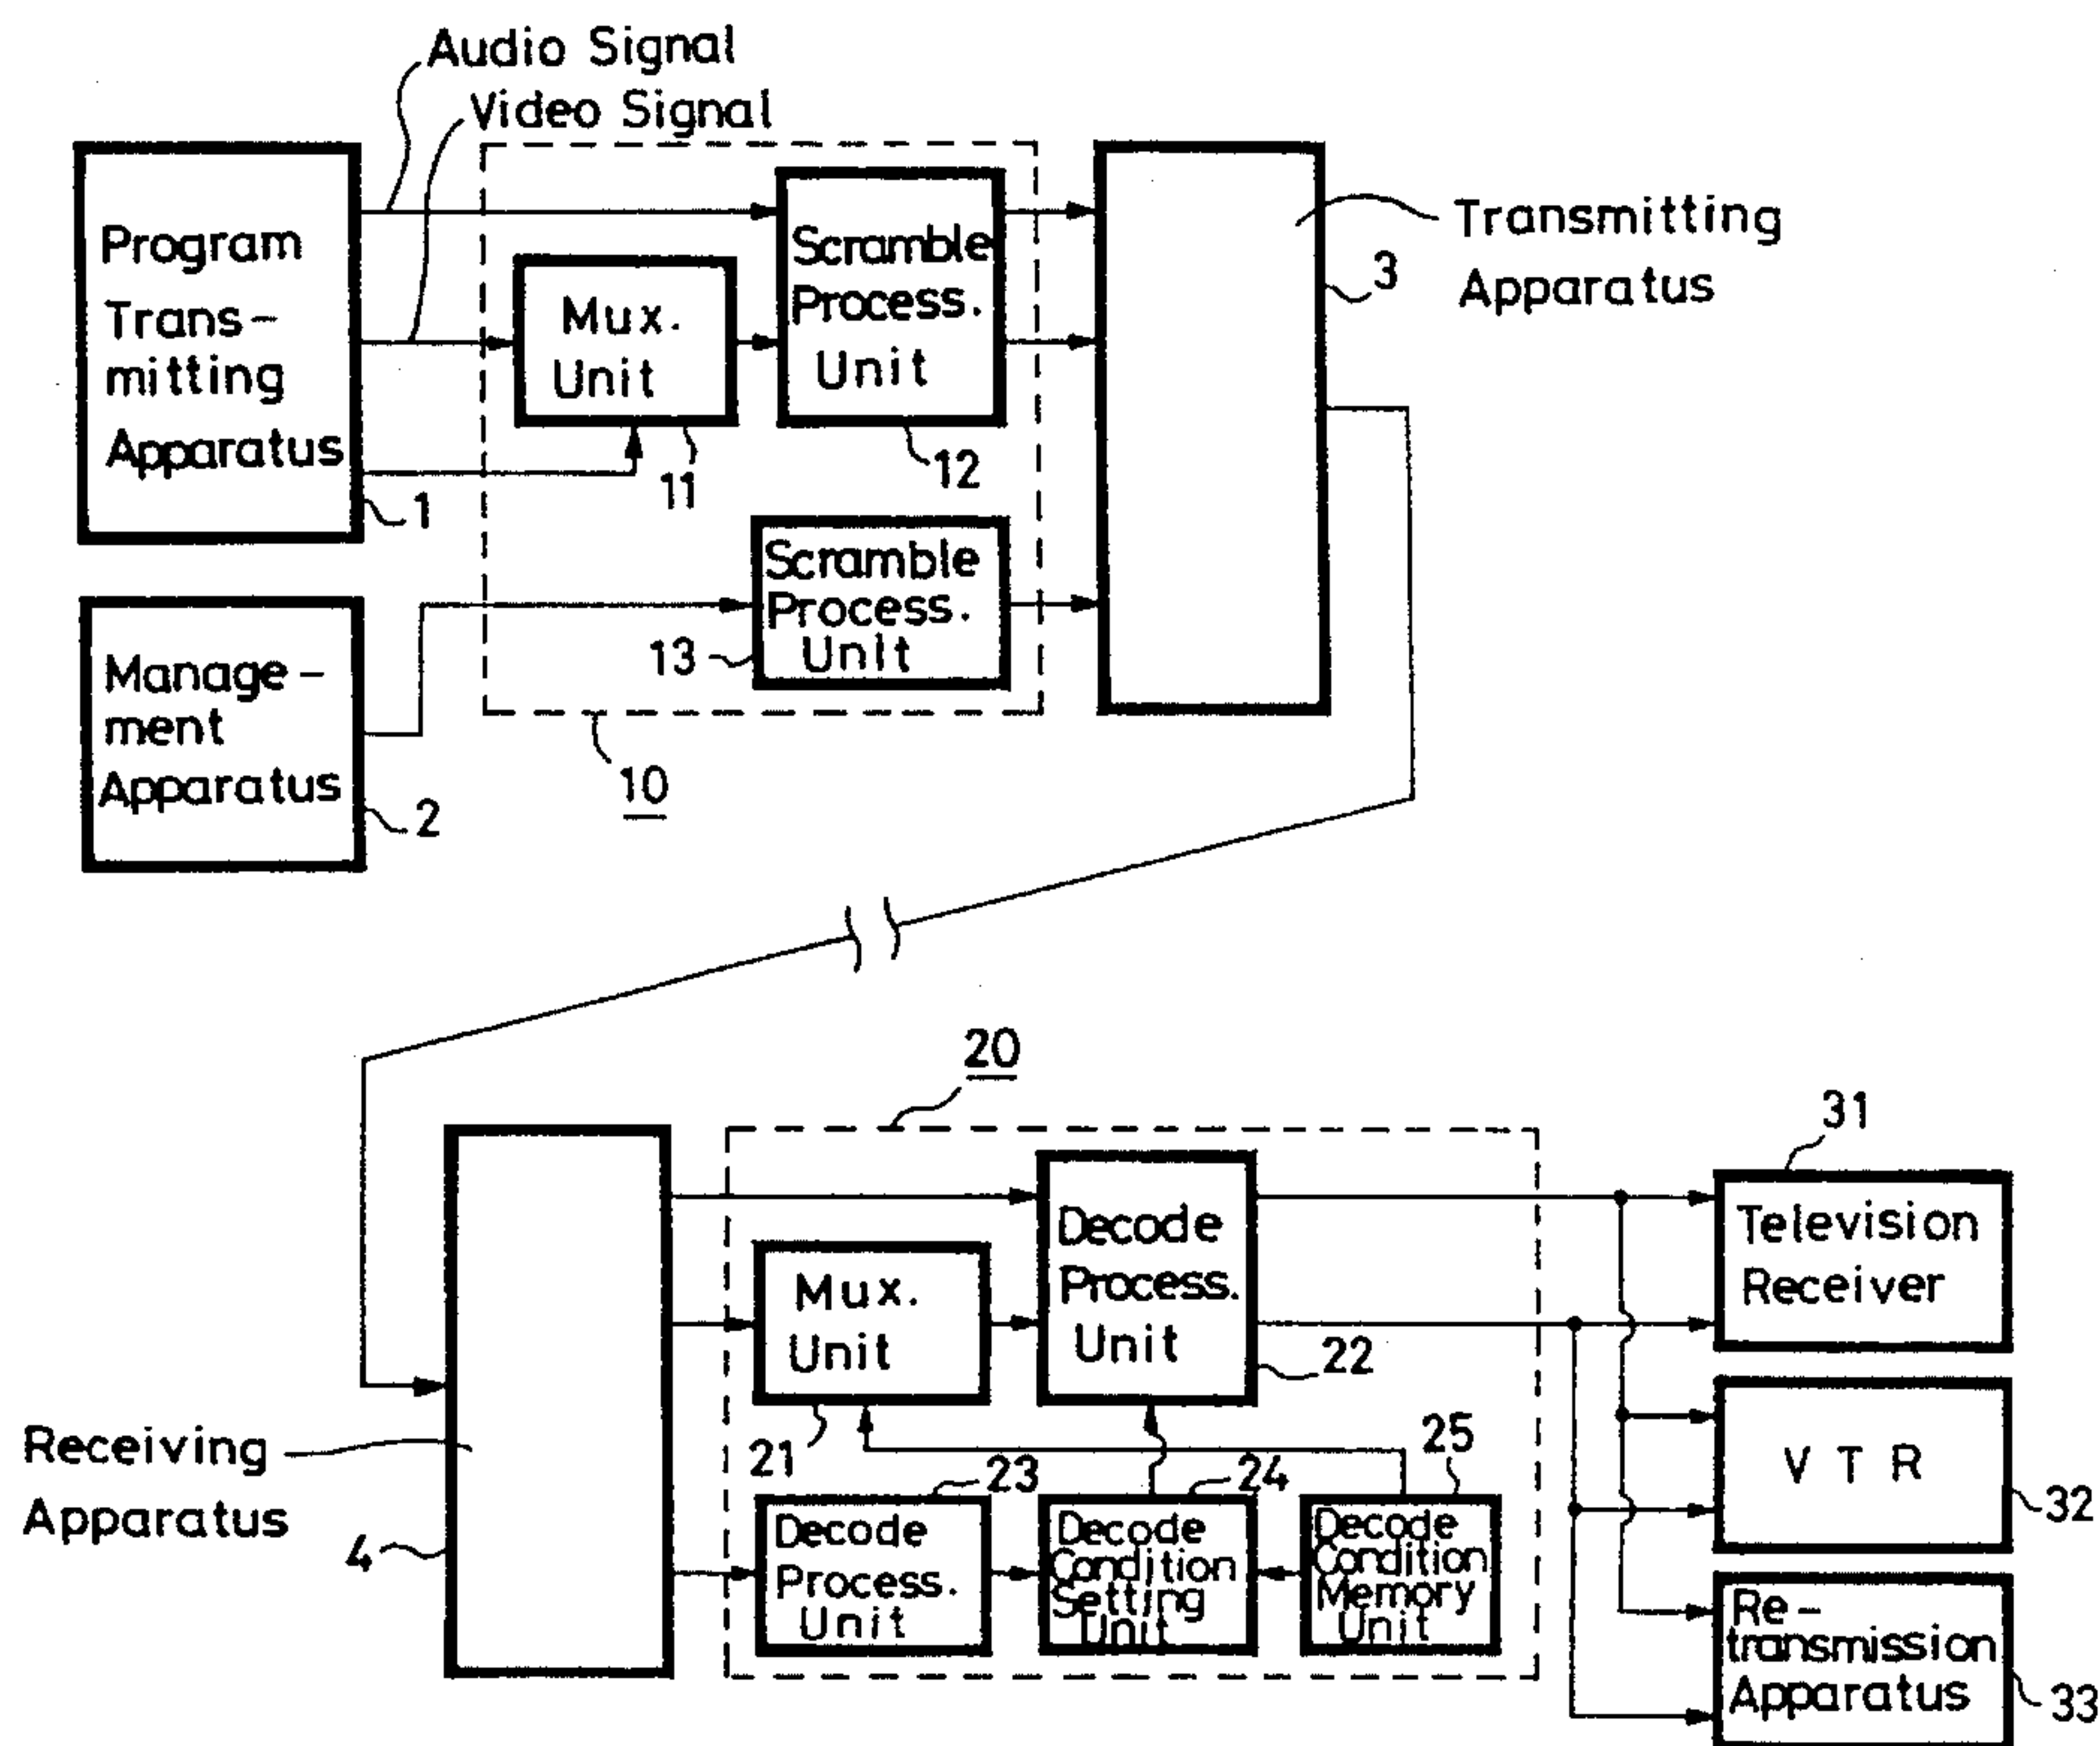 Audio Signal
Video Signal
Program
Trans-
mitting
Apparatus
1
Mux.
Unit
11
Scramble
Process.
Unit
12
Transmitting
Apparatus
3
Manage-
ment
Apparatus
2
Scramble
Process.
Unit
13
10
20
Receiving
Apparatus
4
Mux.
Unit
21
Decode
Process.
Unit
22
Decode
Process.
Unit
23
Decode
Condition
Setting
Unit
24
Decode
Condition
Memory
Unit
25
31
Television
Receiver
VTR
32
Re-
transmission
Apparatus
33